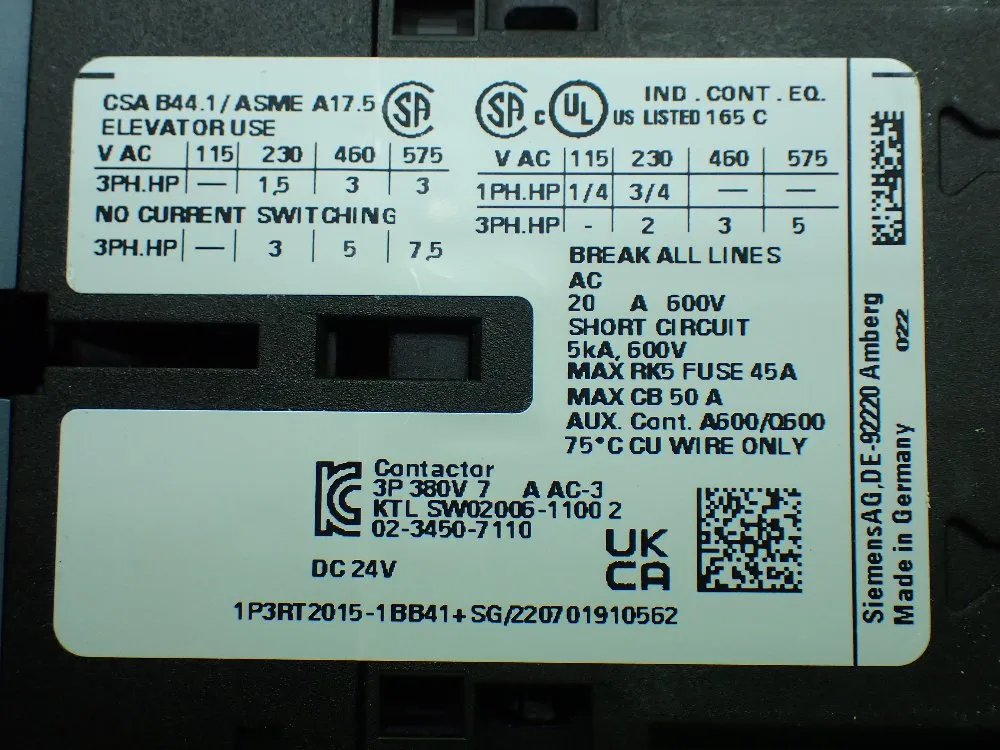 CSA B44.1/ASME A17.5 SA
ELEVATOR USE
V AC 115 230 460 575
3PH.HP — 1,5 3 3
NO CURRENT SWITCHING
3PH.HP — 3 5 7,5
SA C UL US IND.CONT.EQ.
LISTED 165 C
V AC 115 230 460 575
1PH.HP 1/4 3/4 — —
3PH.HP - 2 3 5
BREAK ALL LINES
AC
20 A 600V
SHORT CIRCUIT
5kA, 600V
MAX RK5 FUSE 45A
MAX CB 50 A
AUX. Cont. A600/Q600
75°C CU WIRE ONLY
Contactor
3P 380V 7 A AC-3
KTL SW02006-1100 2
02-3450-7110
UK
CA
DC 24V
1P3RT2015-1BB41+SG/220701910562
SiemensAG,DE-92220 Amberg
Made in Germany
022